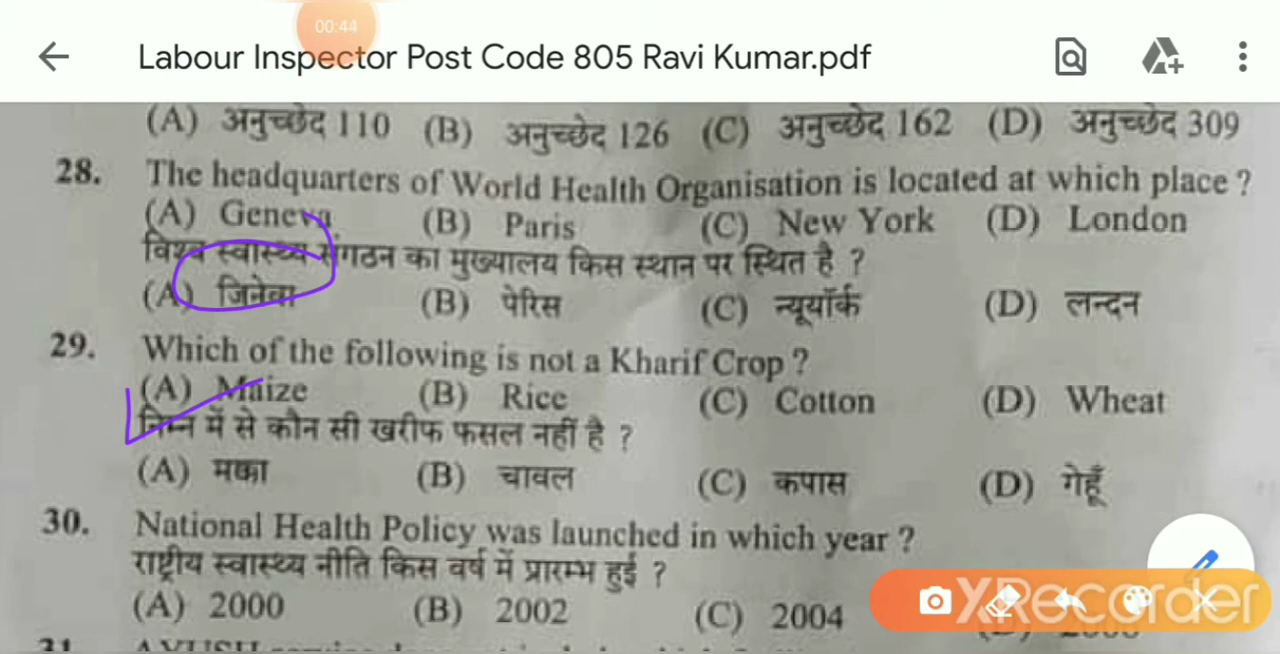 00:44
Labour Inspector Post Code 805 Ravi Kumar.pdf
(A) अनुच्छेद 110 (B) अनुच्छेद 126 (C) अनुच्छेद 162 (D) अनुच्छेद 309
28. The headquarters of World Health Organisation is located at which place ?
(A) Geneva (B) Paris (C) New York (D) London
विश्व स्वास्थ्य संगठन का मुख्यालय किस स्थान पर स्थित है ?
(A) जिनेवा (B) पेरिस (C) न्यूयॉर्क (D) लन्दन
29. Which of the following is not a Kharif Crop ?
(A) Maize (B) Rice (C) Cotton (D) Wheat
निम्न में से कौन सी खरीफ फसल नहीं है ?
(A) मक्का (B) चावल (C) कपास (D) गेहूँ
30. National Health Policy was launched in which year ?
राष्ट्रीय स्वास्थ्य नीति किस वर्ष में प्रारम्भ हुई ?
(A) 2000 (B) 2002 (C) 2004
XRecorder
31